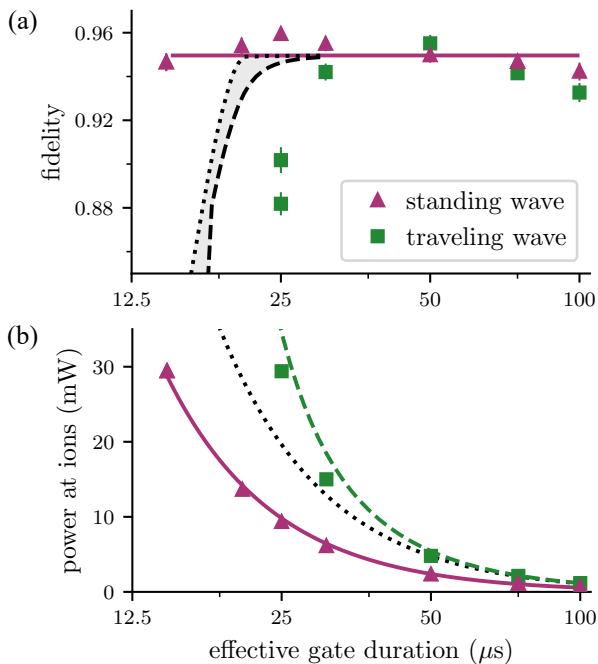 (a)
0.96
0.92
0.88
fidelity
standing wave
traveling wave
12.5
25
50
100
(b)
30
20
10
0
power at ions (mW)
12.5
25
50
100
effective gate duration (μs)